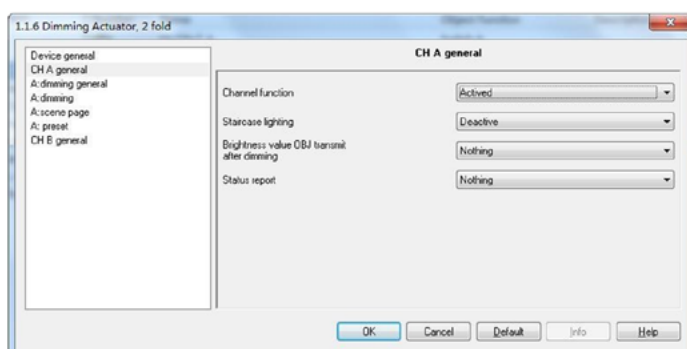 1.1.6 Dimming Actuator, 2 fold
Device general
CH A general
A:dimming general
A:dimming
A:scene page
A: preset
CH B general
CH A general
Channel function
Actived
Staircase lighting
Deactive
Brightness value OBJ transmit
after dimming
Nothing
Status report
Nothing
OK
Cancel
Default
Info
Help